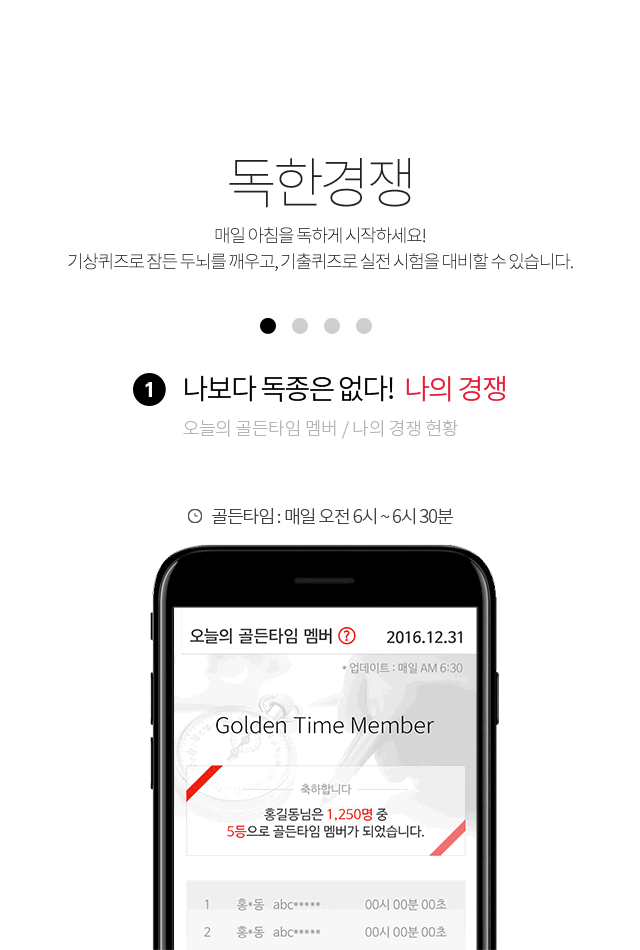 독한경쟁
매일 아침을 독하게 시작하세요!
기상퀴즈로 잠든 두뇌를 깨우고, 기출퀴즈로 실전 시험을 대비할 수 있습니다.
1 나보다 독종은 없다! 나의 경쟁
오늘의 골든타임 멤버 / 나의 경쟁 현황
골든타임 : 매일 오전 6시 ~ 6시 30분
오늘의 골든타임 멤버 ? 2016.12.31
* 업데이트 : 매일 AM 6:30
Golden Time Member
축하합니다
홍길동님은 1,250명 중
5등으로 골든타임 멤버가 되었습니다.
1 홍*동 abc***** 00시 00분 00초
2 홍*동 abc***** 00시 00분 00초